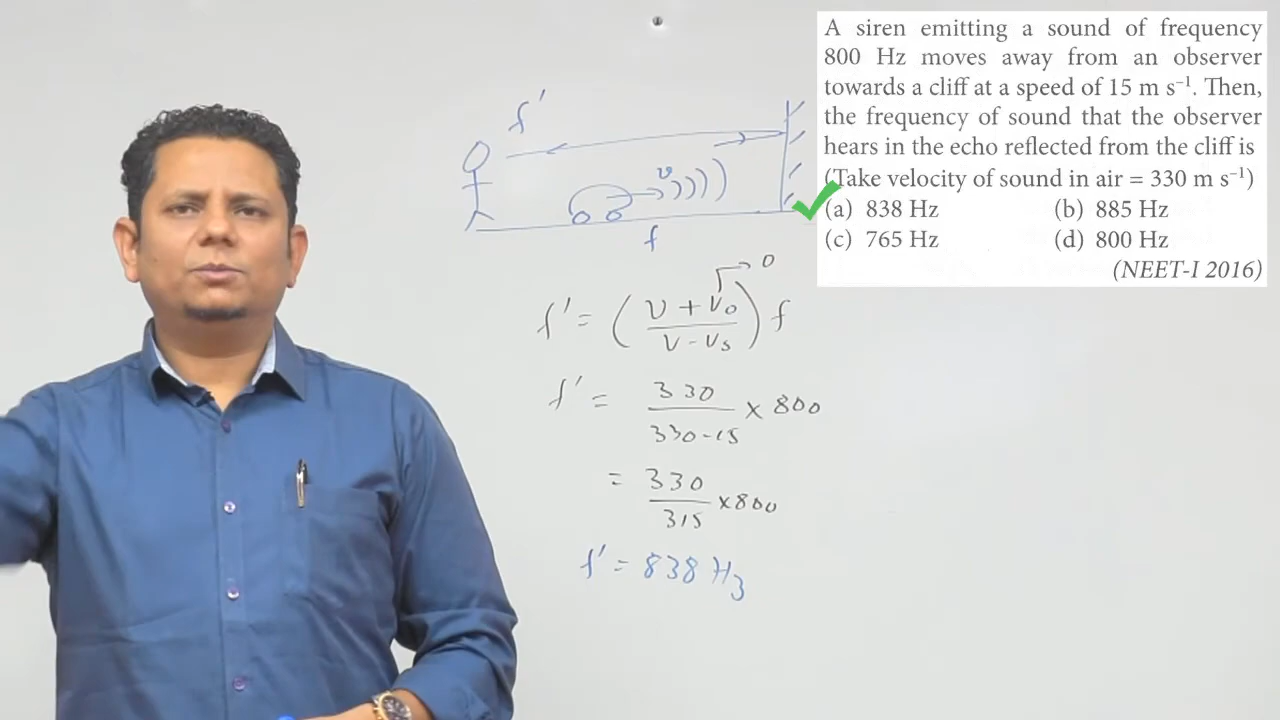 A siren emitting a sound of frequency
800 Hz moves away from an observer
towards a cliff at a speed of 15 m s⁻¹. Then,
the frequency of sound that the observer
hears in the echo reflected from the cliff is
(Take velocity of sound in air = 330 m s⁻¹)
(a) 838 Hz (b) 885 Hz
(c) 765 Hz (d) 800 Hz
(NEET-I 2016)
f'
v
f
0
f' = ( v + v₀ / v - vₛ ) f
f' = 330 / 330-15 × 800
= 330 / 315 × 800
f' = 838 Hz